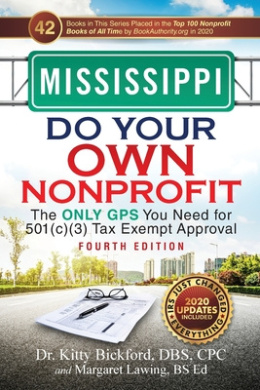 42
Books in This Series Placed in the Top 100 Nonprofit
Books of All Time by BookAuthority.org in 2020
MISSISSIPPI
DO YOUR
OWN
NONPROFIT
The ONLY GPS You Need for
501(c)(3) Tax Exempt Approval
FOURTH EDITION
IRS JUST CHANGED
2020
UPDATES
INCLUDED
EVERYTHING
Dr. Kitty Bickford, DBS, CPC
and Margaret Lawing, BS Ed